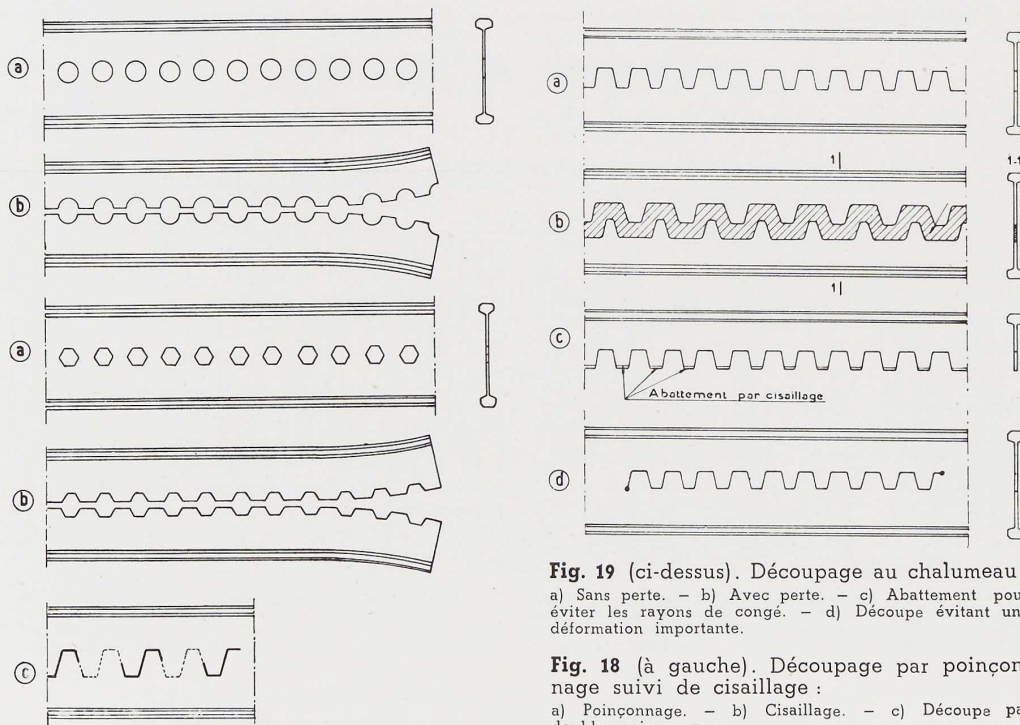 a
b
a
b
c
a
1
1-1
b
1
c
Abattement par cisaillage
d
Fig. 19 (ci-dessus). Découpage au chalumeau
a) Sans perte. — b) Avec perte. — c) Abattement pou
éviter les rayons de congé. — d) Découpe évitant un
déformation importante.
Fig. 18 (à gauche). Découpage par poinçon
nage suivi de cisaillage :
a) Poinçonnage. — b) Cisaillage. — c) Découpe pa